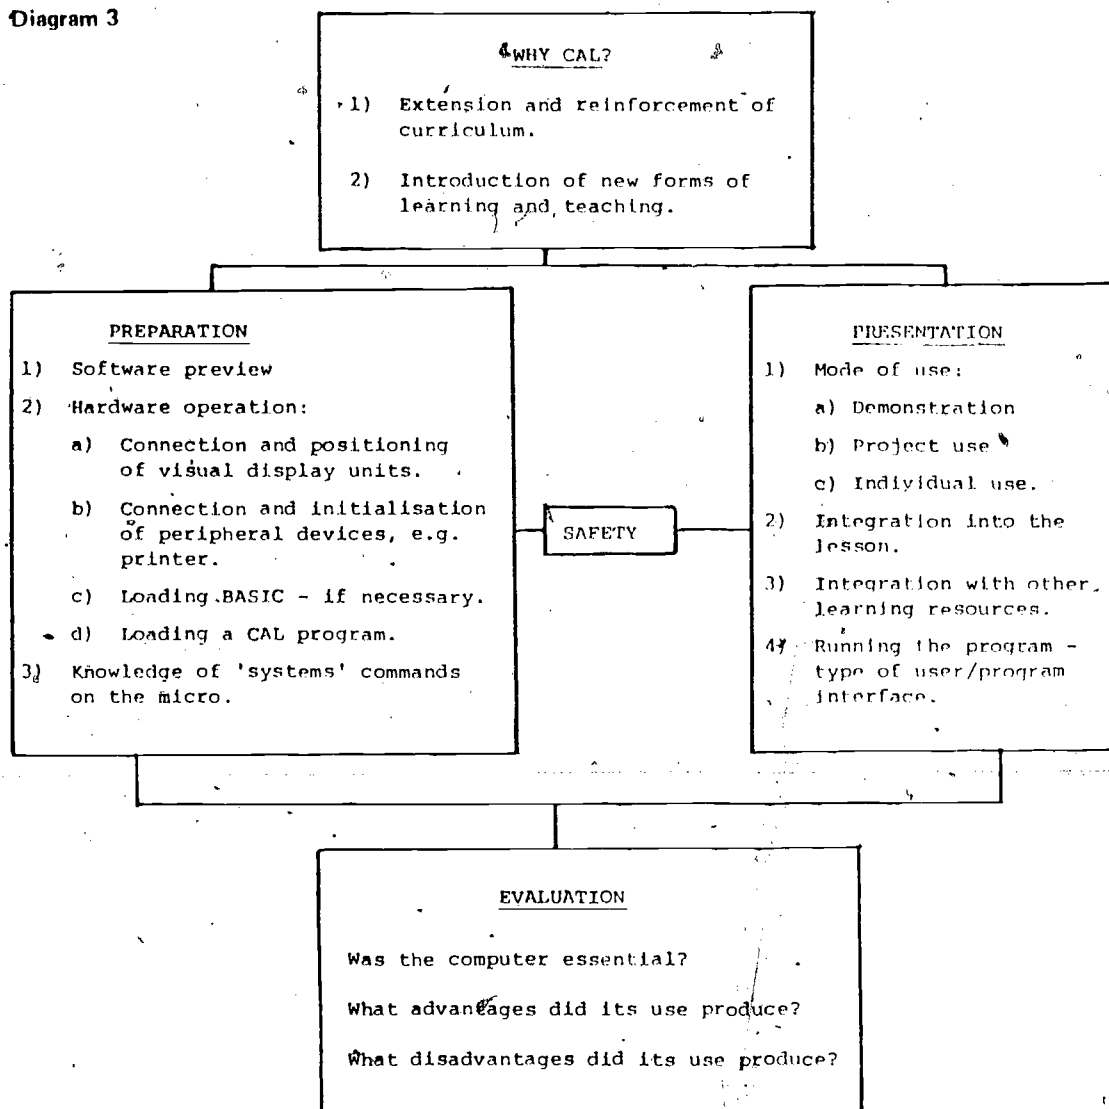 Diagram 3
WHY CAL?
1) Extension and reinforcement of
curriculum.
2) Introduction of new forms of
learning and teaching.
PREPARATION
1) Software preview
2) Hardware operation:
a) Connection and positioning
of visual display units.
b) Connection and initialisation
of peripheral devices, e.g.
printer.
c) Loading BASIC - if necessary.
d) Loading a CAL program.
3) Knowledge of 'systems' commands
on the micro.
SAFETY
PRESENTATION
1) Mode of use:
a) Demonstration
b) Project use
c) Individual use.
2) Integration into the
lesson.
3) Integration with other
learning resources.
4) Running the program -
type of user/program
interface.
EVALUATION
Was the computer essential?
What advantages did its use produce?
What disadvantages did its use produce?